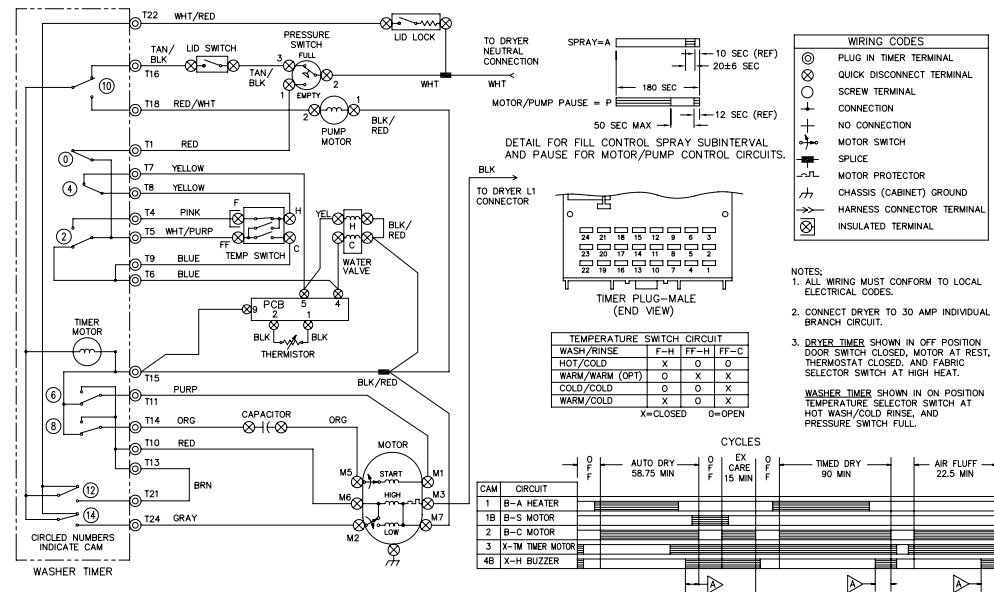 T22 WHT/RED
LID LOCK
TAN/
BLK
LID SWITCH
PRESSURE
SWITCH
FULL
3
2
1
EMPTY
TAN/
BLK
T16
10
TO DRYER
NEUTRAL
CONNECTION
WHT
WHT
T18 RED/WHT
2
1
PUMP
MOTOR
BLK/
RED
T1 RED
0
T7 YELLOW
T8 YELLOW
4
T4 PINK
F
H
T5 WHT/PURP
FF
C
TEMP SWITCH
2
T9 BLUE
T6 BLUE
YEL
H
C
BLK/
RED
WATER
VALVE
BLK
TO DRYER L1
CONNECTOR
PCB
9
5
4
2
1
BLK
BLK
THERMISTOR
TIMER
MOTOR
T15
BLK/RED
6
PURP
T11
8
T14 ORG
CAPACITOR
ORG
T10 RED
T13
BRN
12
T21
14
T24 GRAY
MOTOR
M5
START
M1
M6
HIGH
M3
M2
LOW
M7
CIRCLED NUMBERS
INDICATE CAM
WASHER TIMER
SPRAY=A
10 SEC (REF)
20±6 SEC
180 SEC
MOTOR/PUMP PAUSE = P
12 SEC (REF)
50 SEC MAX
DETAIL FOR FILL CONTROL SPRAY SUBINTERVAL
AND PAUSE FOR MOTOR/PUMP CONTROL CIRCUITS.
24 21 18 15 12 9 6 3
23 20 17 14 11 8 5 2
22 19 16 13 10 7 4 1
TIMER PLUG-MALE
(END VIEW)
TEMPERATURE SWITCH CIRCUIT
WASH/RINSE F-H FF-H FF-C
HOT/COLD X O O
WARM/WARM (OPT) O X X
COLD/COLD O O X
WARM/COLD X O X
X=CLOSED O=OPEN
WIRING CODES
PLUG IN TIMER TERMINAL
QUICK DISCONNECT TERMINAL
SCREW TERMINAL
CONNECTION
NO CONNECTION
MOTOR SWITCH
SPLICE
MOTOR PROTECTOR
CHASSIS (CABINET) GROUND
HARNESS CONNECTOR TERMINAL
INSULATED TERMINAL
NOTES;
1. ALL WIRING MUST CONFORM TO LOCAL
ELECTRICAL CODES.
2. CONNECT DRYER TO 30 AMP INDIVIDUAL
BRANCH CIRCUIT.
3. DRYER TIMER SHOWN IN OFF POSITION
DOOR SWITCH CLOSED, MOTOR AT REST,
THERMOSTAT CLOSED. AND FABRIC
SELECTOR SWITCH AT HIGH HEAT.
WASHER TIMER SHOWN IN ON POSITION
TEMPERATURE SELECTOR SWITCH AT
HOT WASH/COLD RINSE, AND
PRESSURE SWITCH FULL.
CYCLES
OFF
AUTO DRY
58.75 MIN
OFF
EX
CARE
15 MIN
OFF
TIMED DRY
90 MIN
AIR FLUFF
22.5 MIN
CAM CIRCUIT
1 B-A HEATER
1B B-S MOTOR
2 B-C MOTOR
3 X-TM TIMER MOTOR
4B X-H BUZZER
A
A